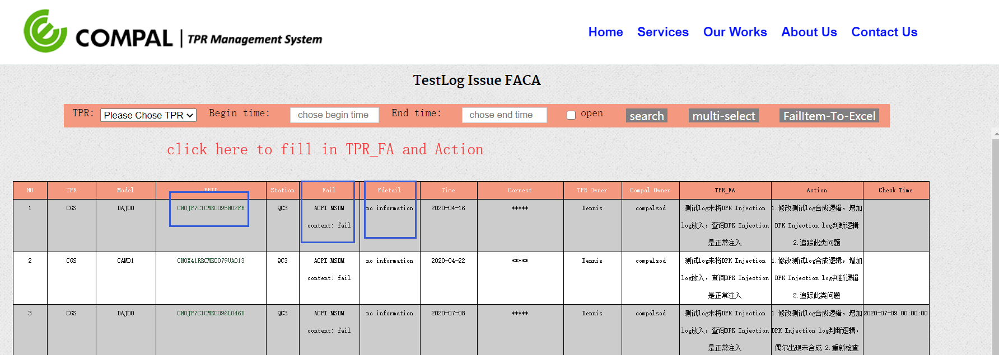 COMPAL | TPR Management System
Home Services Our Works About Us Contact Us
TestLog Issue FACA
TPR: Please Chose TPR Begin time: chose begin time End time: chose end time open search multi-select FailItem-To-Excel
click here to fill in TPR_FA and Action
NO TPR Model PPID Station Fail Fdetail Time Correct TPR Owner Compal Owner TPR_FA Action Check Time
1 CGS DAJ00 CN0JP7C1CMK0095N02FB QC3 ACPI MSDM no information 2020-04-16 ***** Dennis compalsod 测试log未将DPK Injection 1.修改测试log合成逻辑，增加
content: fail log放入，查询DPK Injection DPK Injection log判断逻辑
是正常注入 2.追踪此类问题
2 CGS CAM01 CN0X41RRCMK0079UA013 QC3 ACPI MSDM no information 2020-04-22 ***** Dennis compalsod 测试log未将DPK Injection 1.修改测试log合成逻辑，增加
content: fail log放入，查询DPK Injection DPK Injection log判断逻辑
是正常注入 2.追踪此类问题
3 CGS DAJ00 CN0JP7C1CMK0096L046D QC3 ACPI MSDM no information 2020-07-08 ***** Dennis compalsod 测试log未将DPK Injection 1.修改测试log合成逻辑，增加 2020-07-09 00:00:00
content: fail log放入，查询DPK Injection DPK Injection log判断逻辑，
是正常注入 偶尔出现未合成 2.重新检查